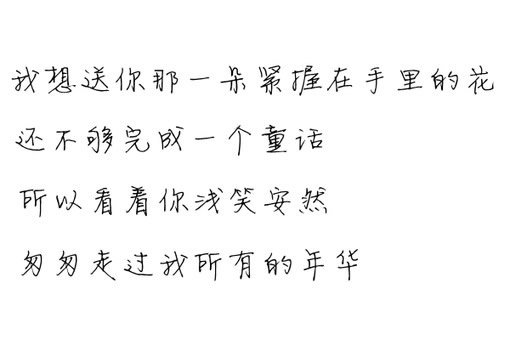 我想送你那一朵紧握在手里的花
还不够完成一个童话
所以看着你浅笑安然
匆匆走过我所有的年华